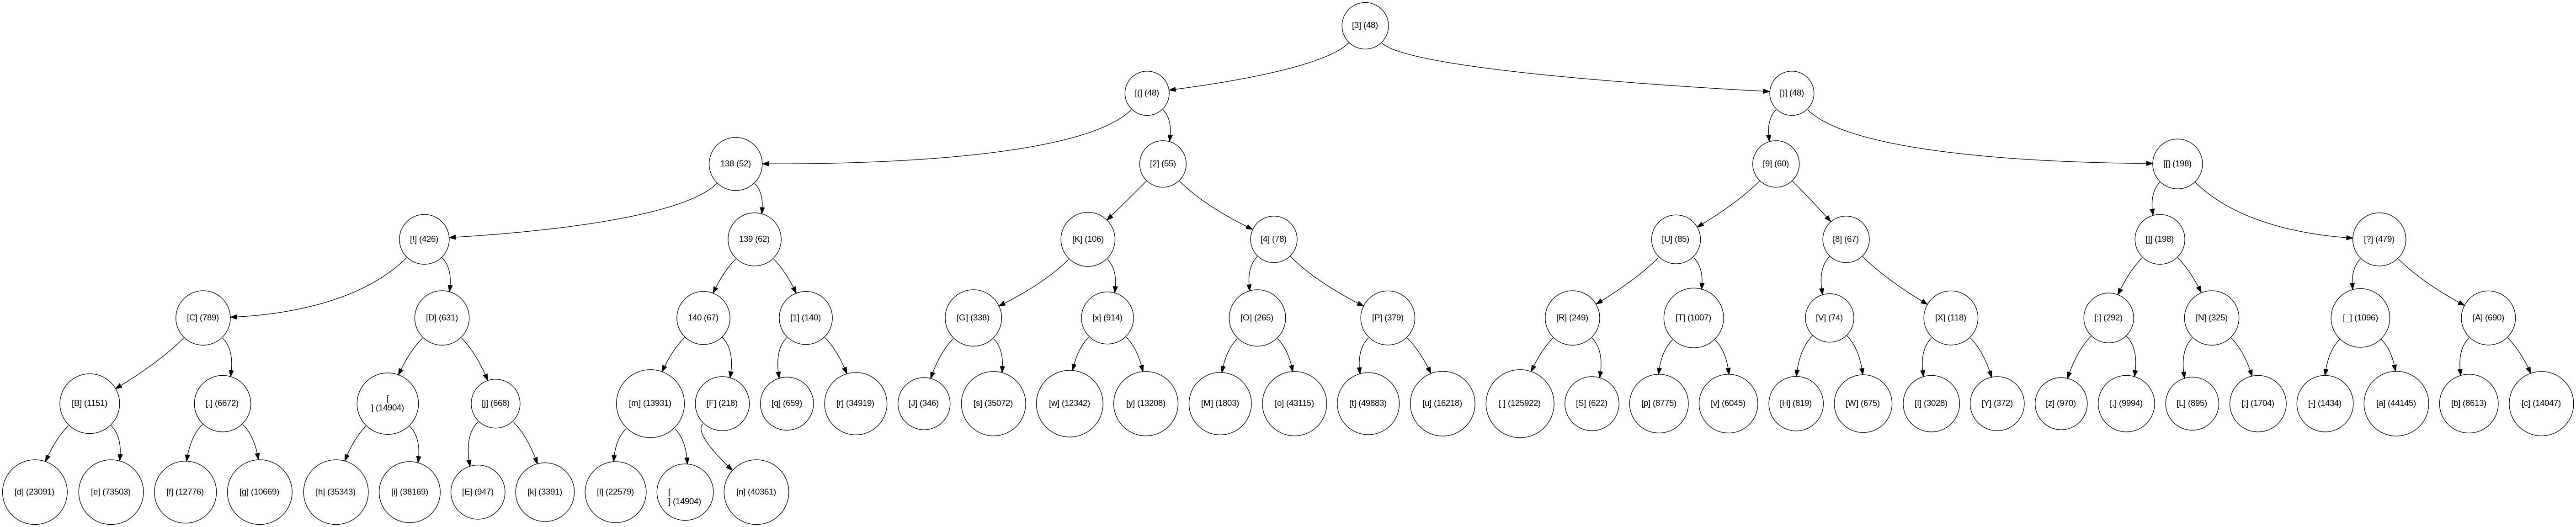 [3] (48)
[(] (48)
[)] (48)
138 (52)
[2] (55)
[9] (60)
[[] (198)
[!] (426)
139 (62)
[K] (106)
[4] (78)
[U] (85)
[8] (67)
[]] (198)
[?] (479)
[C] (789)
[D] (631)
140 (67)
[1] (140)
[G] (338)
[x] (914)
[O] (265)
[P] (379)
[R] (249)
[T] (1007)
[V] (74)
[X] (118)
[:] (292)
[N] (325)
[_] (1096)
[A] (690)
[B] (1151)
[.] (6672)
[
] (14904)
[j] (668)
[m] (13931)
[F] (218)
[q] (659)
[r] (34919)
[J] (346)
[s] (35072)
[w] (12342)
[y] (13208)
[M] (1803)
[o] (43115)
[t] (49883)
[u] (16218)
[ ] (125922)
[S] (622)
[p] (8775)
[v] (6045)
[H] (819)
[W] (675)
[I] (3028)
[Y] (372)
[z] (970)
[,] (9994)
[L] (895)
[;] (1704)
[-] (1434)
[a] (44145)
[b] (8613)
[c] (14047)
[d] (23091)
[e] (73503)
[f] (12776)
[g] (10669)
[h] (35343)
[i] (38169)
[E] (947)
[k] (3391)
[l] (22579)
[
] (14904)
[n] (40361)